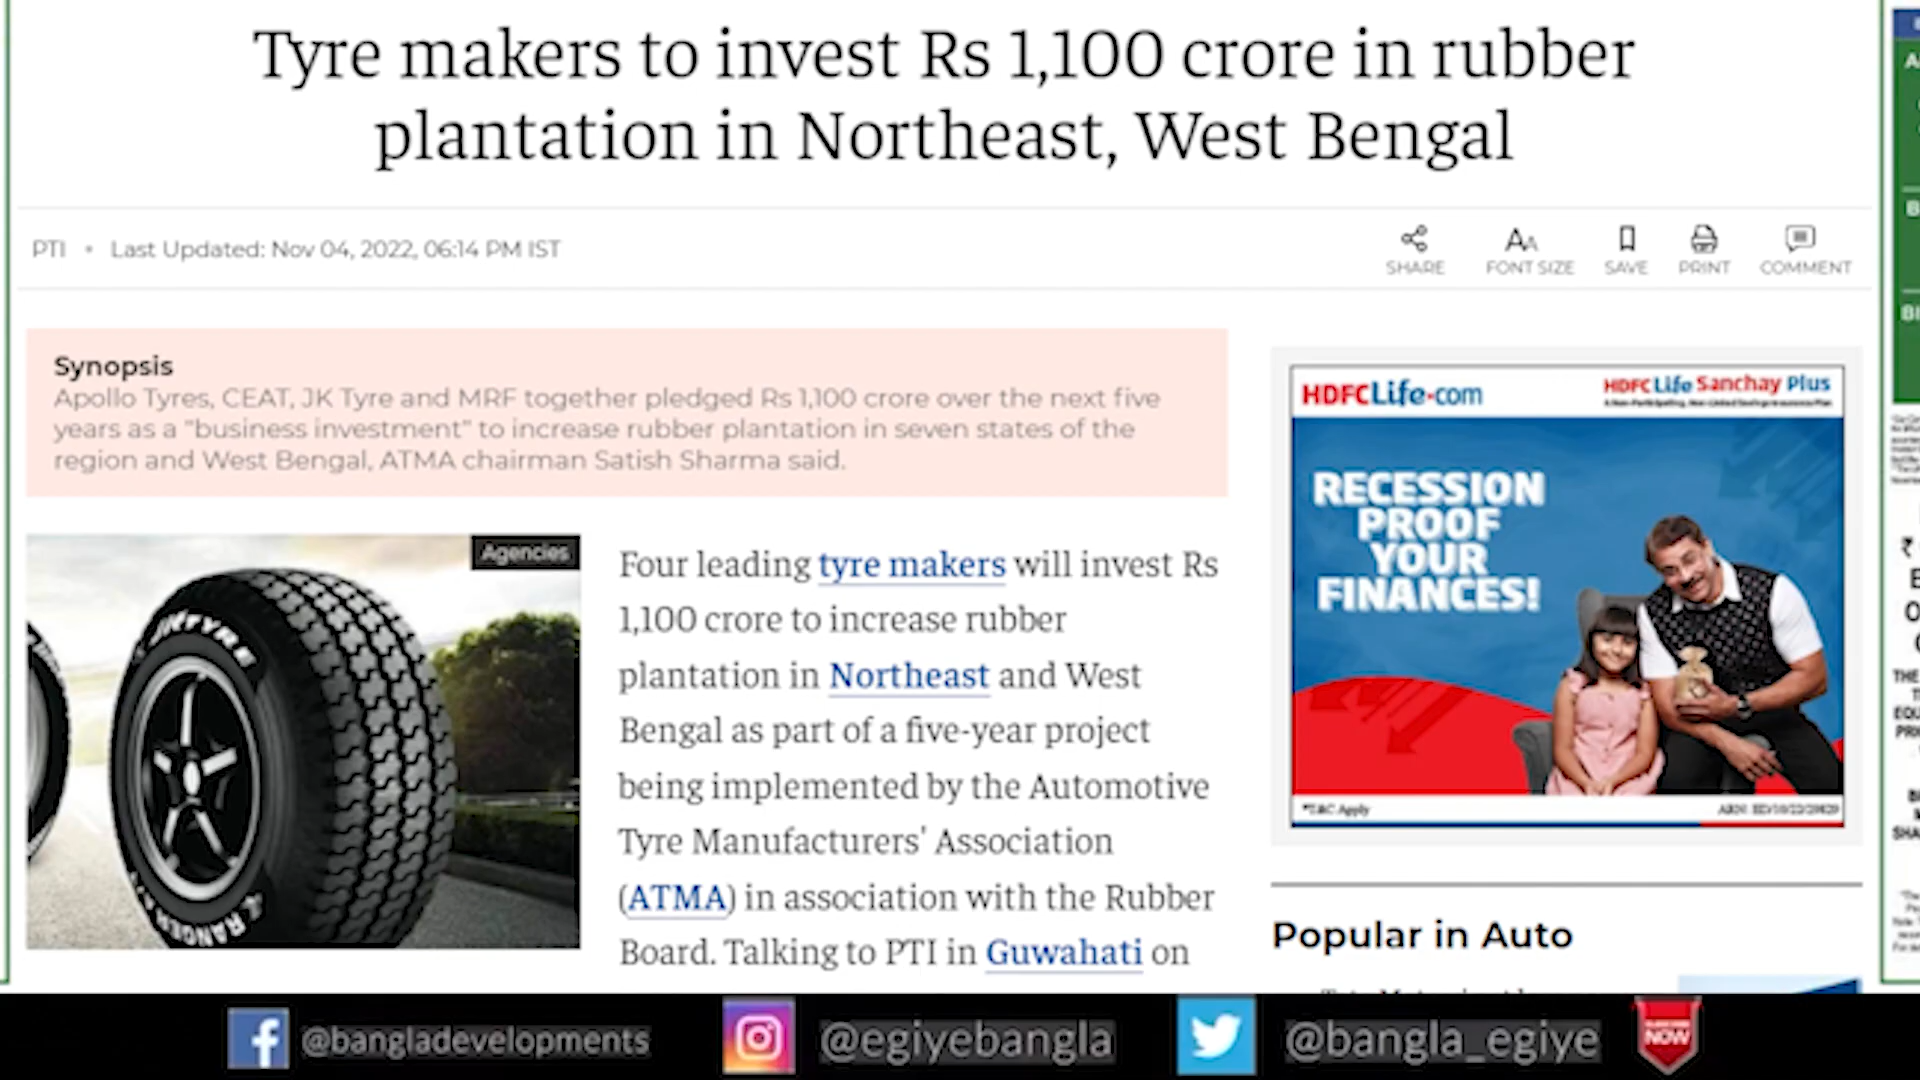 Tyre makers to invest Rs 1,100 crore in rubber
plantation in Northeast, West Bengal
PTI • Last Updated: Nov 04, 2022, 06:14 PM IST
SHARE
FONT SIZE
SAVE
PRINT
COMMENT
Synopsis
Apollo Tyres, CEAT, JK Tyre and MRF together pledged Rs 1,100 crore over the next five
years as a "business investment" to increase rubber plantation in seven states of the
region and West Bengal, ATMA chairman Satish Sharma said.
Agencies
JK TYRE
RANGER
Four leading tyre makers will invest Rs
1,100 crore to increase rubber
plantation in Northeast and West
Bengal as part of a five-year project
being implemented by the Automotive
Tyre Manufacturers' Association
(ATMA) in association with the Rubber
Board. Talking to PTI in Guwahati on
HDFCLife.com
HDFC Life Sanchay Plus
RECESSION
PROOF
YOUR
FINANCES!
*T&C Apply
Popular in Auto
@bangladevelopments
@egiyebangla
@bangla_egiye
NOW